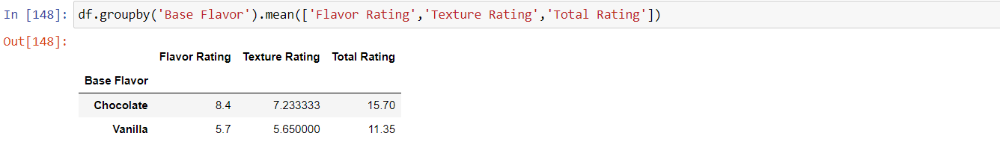 In [148]: df.groupby('Base Flavor').mean(['Flavor Rating','Texture Rating','Total Rating'])
Out[148]:
Flavor Rating Texture Rating Total Rating
Base Flavor
Chocolate 8.4 7.233333 15.70
Vanilla 5.7 5.650000 11.35